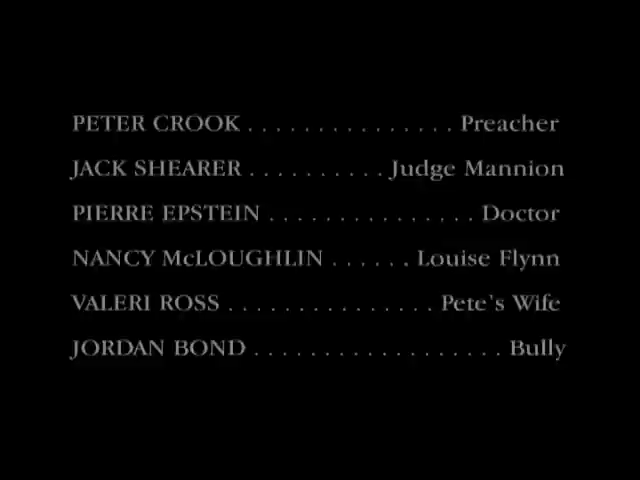 PETER CROOK . . . . . . . . . . . . . . . Preacher
JACK SHEARER . . . . . . . . . . Judge Mannion
PIERRE EPSTEIN . . . . . . . . . . . . . . . Doctor
NANCY McLOUGHLIN . . . . . . Louise Flynn
VALERI ROSS . . . . . . . . . . . . . . . Pete's Wife
JORDAN BOND . . . . . . . . . . . . . . . . . . Bully